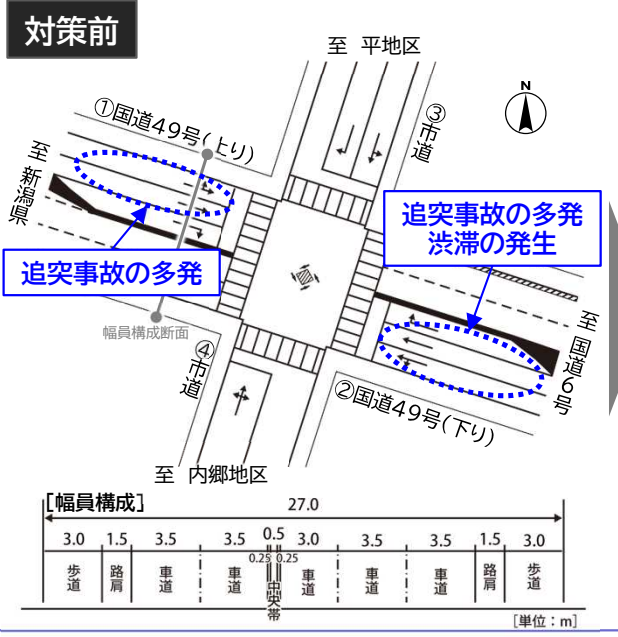 対策前
至 平地区
N
①国道49号(上り)
③市道
至 新潟県
追突事故の多発
渋滞の発生
追突事故の多発
至 国道6号
幅員構成断面
④市道
②国道49号(下り)
至 内郷地区
[幅員構成]
27.0
3.0 1.5 3.5 3.5 0.5 3.0 3.5 3.5 1.5 3.0
0.25 0.25
歩道 路肩 車道 車道 中央帯 車道 車道 車道 路肩 歩道
[単位：m]